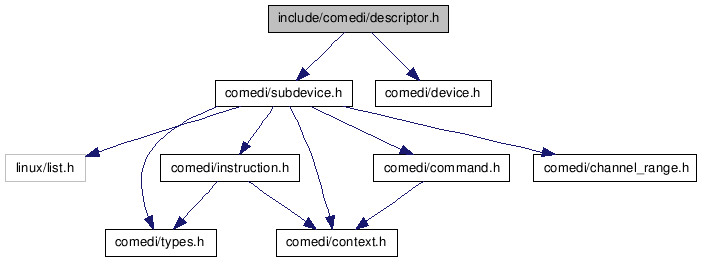 include/comedi/descriptor.h
comedi/subdevice.h
comedi/device.h
linux/list.h
comedi/instruction.h
comedi/command.h
comedi/channel_range.h
comedi/types.h
comedi/context.h